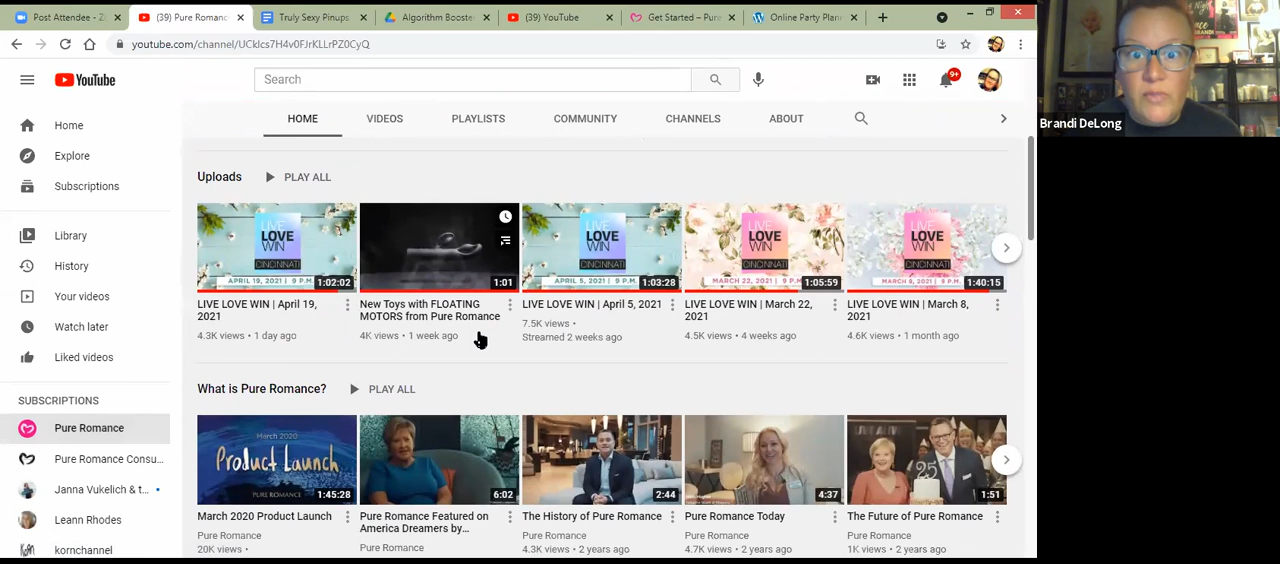 Post Attendee - Zo
(39) Pure Romanc
Truly Sexy Pinups
Algorithm Booste
(39) YouTube
Get Started – Pure
Online Party Plan
youtube.com/channel/UCkIcs7H4v0FJrKLLrPZ0CyQ
YouTube
Search
9+
Brandi DeLong
HOME VIDEOS PLAYLISTS COMMUNITY CHANNELS ABOUT
Home
Explore
Subscriptions
Library
History
Your videos
Watch later
Liked videos
SUBSCRIPTIONS
Pure Romance
Pure Romance Consu...
Janna Vukelich & t...
Leann Rhodes
kornchannel
Uploads PLAY ALL
LIVE LOVE WIN CINCINNATI
APRIL 19, 2021 | 9 P.M.
1:02:02
LIVE LOVE WIN | April 19, 2021
4.3K views • 1 day ago
1:01
New Toys with FLOATING MOTORS from Pure Romance
4K views • 1 week ago
LIVE LOVE WIN CINCINNATI
APRIL 5, 2021 | 9 P.M.
1:03:28
LIVE LOVE WIN | April 5, 2021
7.5K views •
Streamed 2 weeks ago
LIVE LOVE WIN CINCINNATI
MARCH 22, 2021 | 9 P.M.
1:05:59
LIVE LOVE WIN | March 22, 2021
4.5K views • 4 weeks ago
LIVE LOVE WIN CINCINNATI
MARCH 8, 2021 | 9 P.M.
1:40:15
LIVE LOVE WIN | March 8, 2021
4.6K views • 1 month ago
What is Pure Romance? PLAY ALL
March 2020
Product Launch
PURE ROMANCE
1:45:28
March 2020 Product Launch
Pure Romance
20K views •
6:02
Pure Romance Featured on America Dreamers by...
Pure Romance
2:44
The History of Pure Romance
Pure Romance
4.3K views • 2 years ago
4:37
Pure Romance Today
Pure Romance
4.7K views • 2 years ago
25
1:51
The Future of Pure Romance
Pure Romance
1K views • 2 years ago